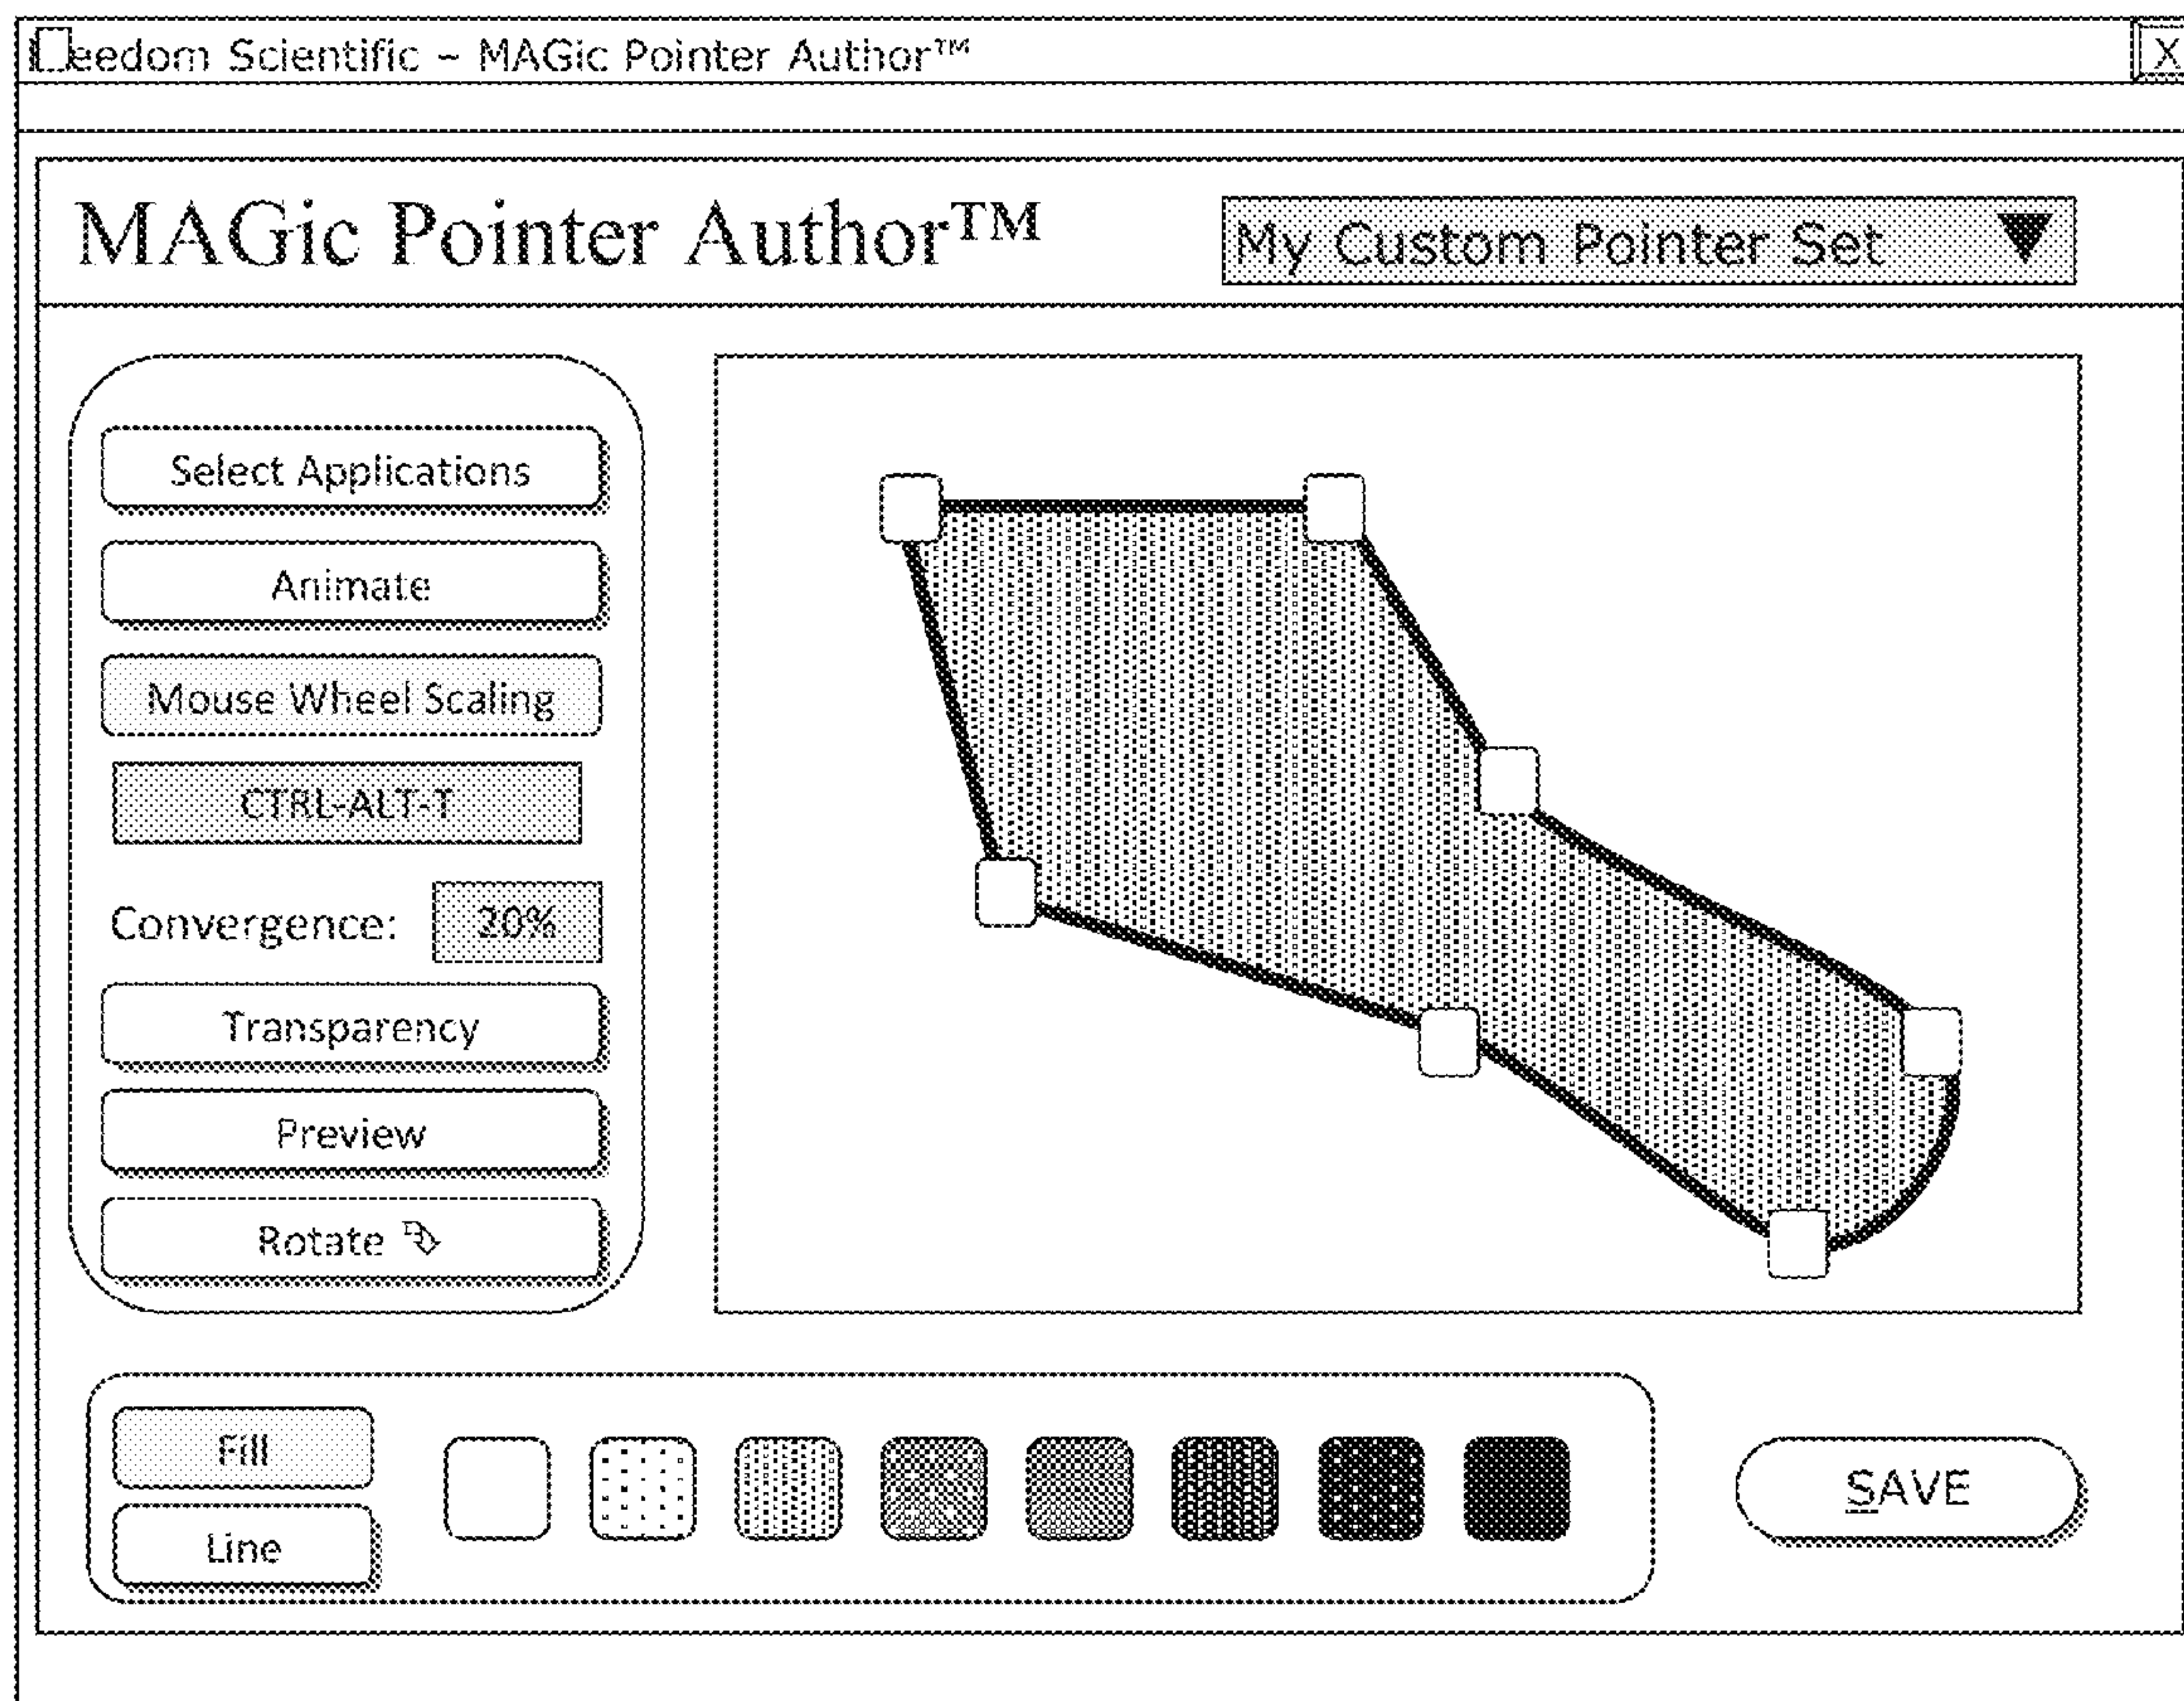 eedom Scientific – MAGic Pointer Author™
X
MAGic Pointer Author™
My Custom Pointer Set
Select Applications
Animate
Mouse Wheel Scaling
CTRL-ALT-T
Convergence: 20%
Transparency
Preview
Rotate
Fill
Line
SAVE